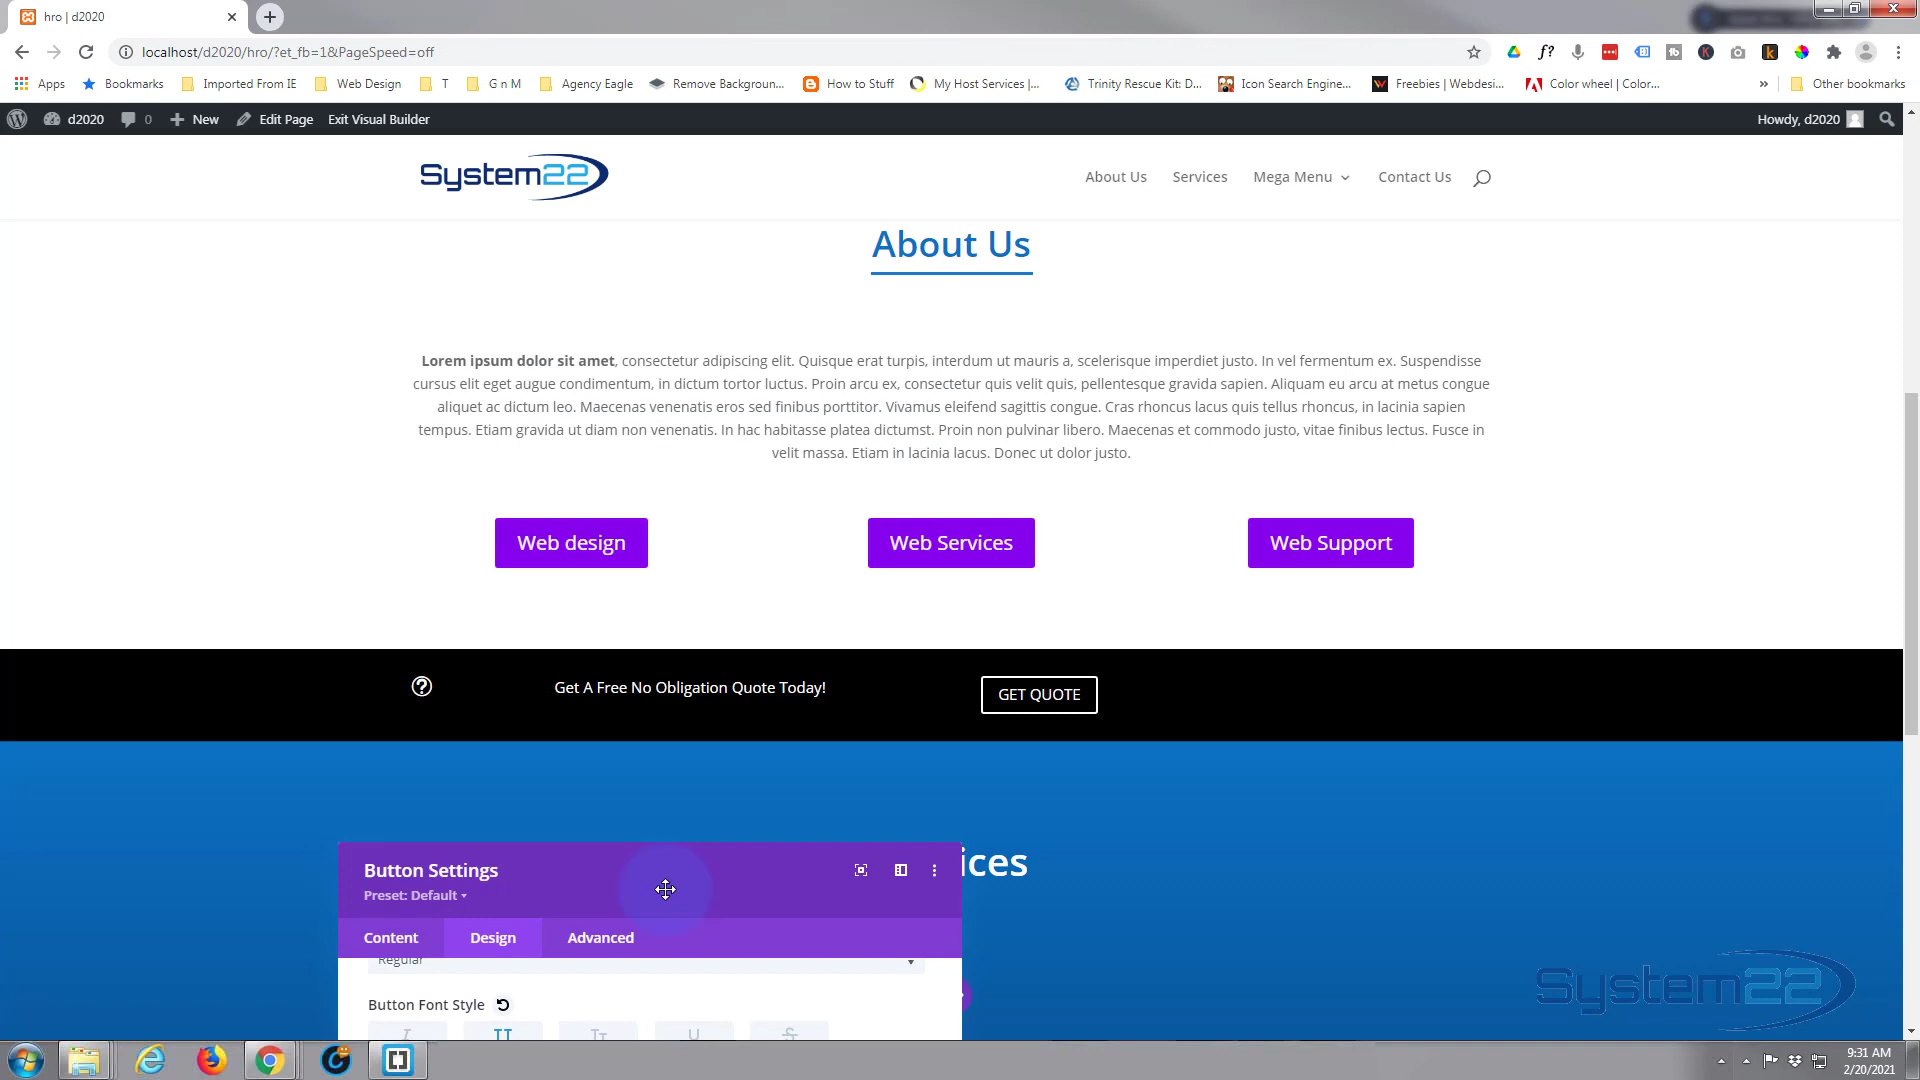 hro | d2020
localhost/d2020/hro/?et_fb=1&PageSpeed=off
Apps Bookmarks Imported From IE Web Design T G n M Agency Eagle Remove Backgroun... How to Stuff My Host Services |... Trinity Rescue Kit: D... Icon Search Engine... Freebies | Webdesi... Color wheel | Color... » Other bookmarks
d2020 0 New Edit Page Exit Visual Builder Howdy, d2020
System22 About Us Services Mega Menu Contact Us
About Us
Lorem ipsum dolor sit amet, consectetur adipiscing elit. Quisque erat turpis, interdum ut mauris a, scelerisque imperdiet justo. In vel fermentum ex. Suspendisse
cursus elit eget augue condimentum, in dictum tortor luctus. Proin arcu ex, consectetur quis velit quis, pellentesque gravida sapien. Aliquam eu arcu at metus congue
aliquet ac dictum leo. Maecenas venenatis eros sed finibus porttitor. Vivamus eleifend sagittis congue. Cras rhoncus lacus quis tellus rhoncus, in lacinia sapien
tempus. Etiam gravida ut diam non venenatis. In hac habitasse platea dictumst. Proin non pulvinar libero. Maecenas et commodo justo, vitae finibus lectus. Fusce in
velit massa. Etiam in lacinia lacus. Donec ut dolor justo.
Web design Web Services Web Support
Get A Free No Obligation Quote Today! GET QUOTE
ices
Button Settings
Preset: Default
Content Design Advanced
Regular
Button Font Style
I TT Tt U S
System22
9:31 AM
2/20/2021